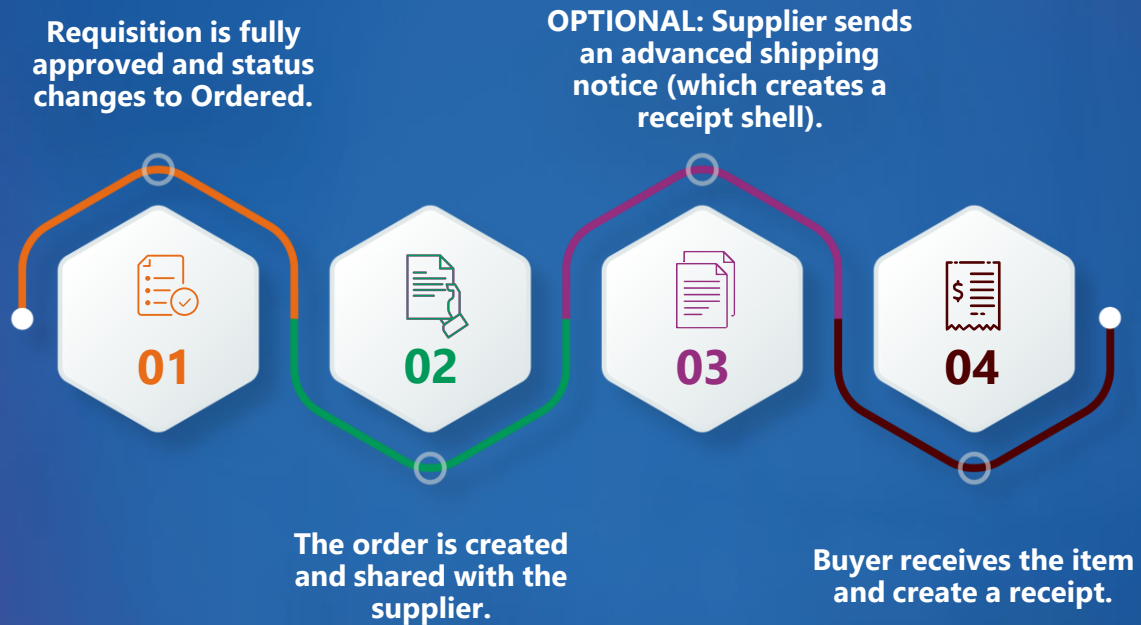 Requisition is fully
approved and status
changes to Ordered.
01
The order is created
and shared with the
supplier.
02
OPTIONAL: Supplier sends
an advanced shipping
notice (which creates a
receipt shell).
03
Buyer receives the item
and create a receipt.
$
04